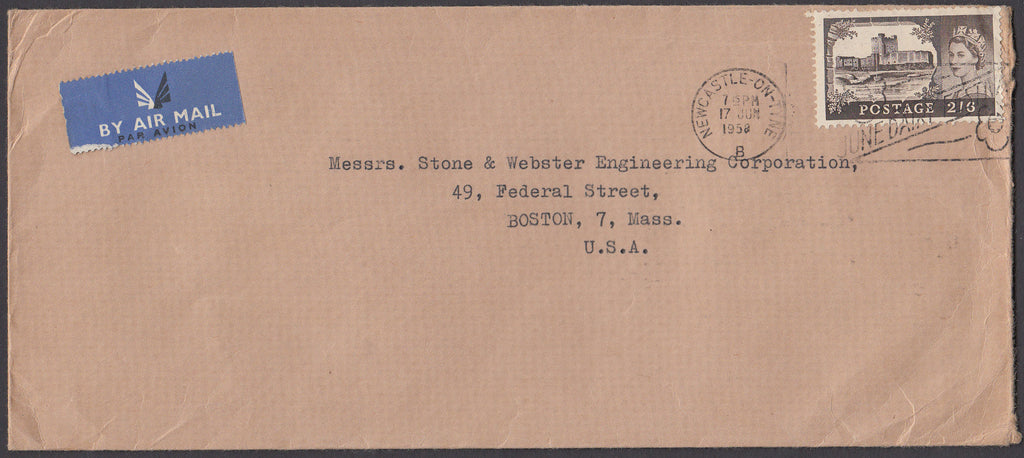 BY AIR MAIL
PAR AVION
NEWCASTLE-ON-TYNE
PM
17 JUN
1958
B
POSTAGE 2/6
Messrs. Stone & Webster Engineering Corporation,
49, Federal Street,
BOSTON, 7, Mass.
U.S.A.